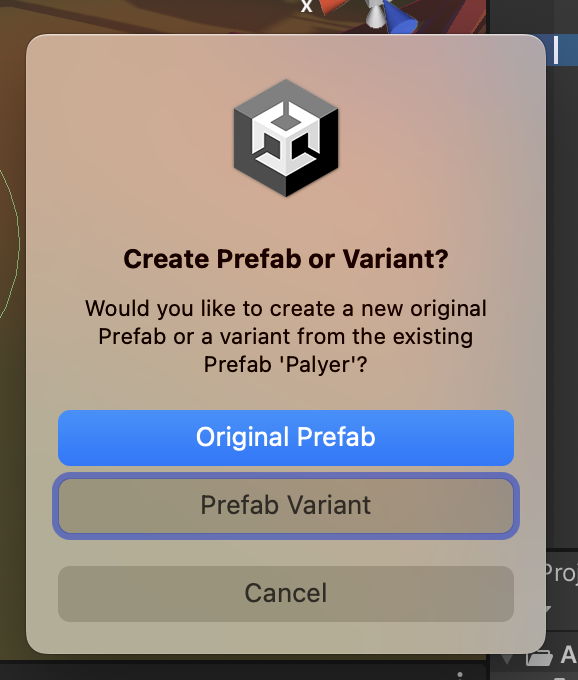 x
Create Prefab or Variant?
Would you like to create a new original
Prefab or a variant from the existing
Prefab 'Palyer'?
Original Prefab
Prefab Variant
Cancel
Proj
A